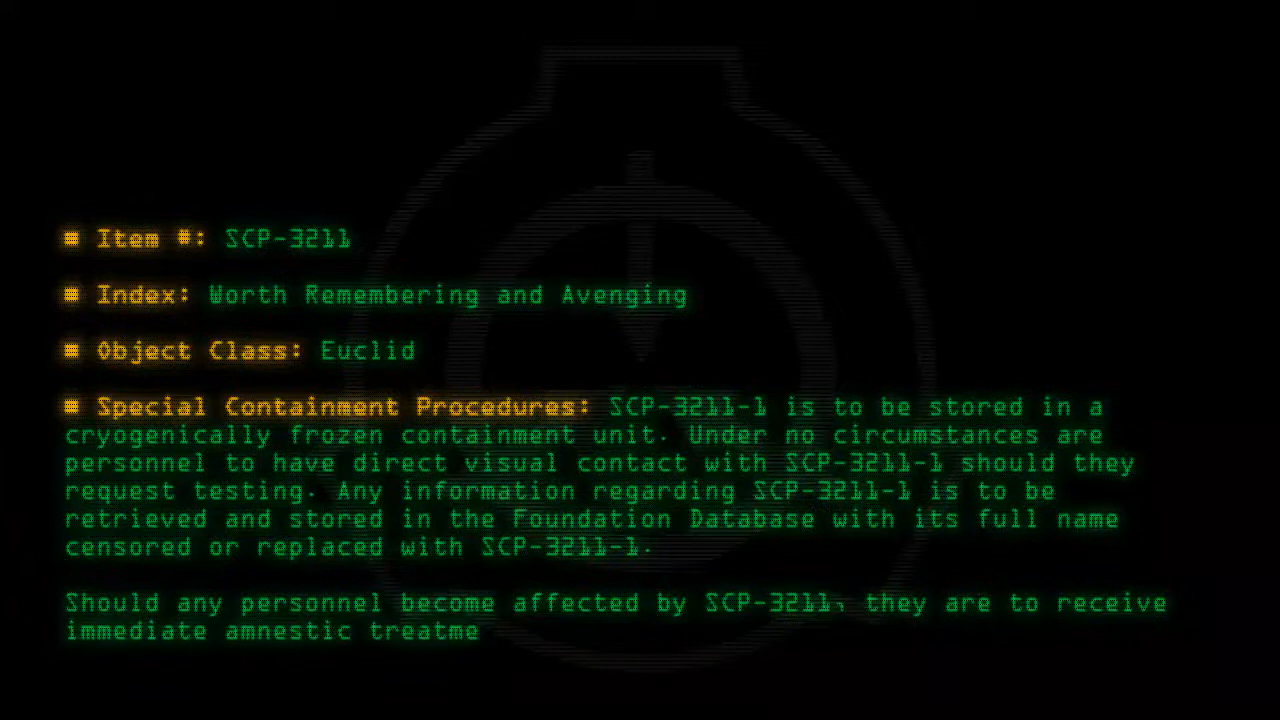 ■ Item #: SCP-3211
■ Index: Worth Remembering and Avenging
■ Object Class: Euclid
■ Special Containment Procedures: SCP-3211-1 is to be stored in a
cryogenically frozen containment unit. Under no circumstances are
personnel to have direct visual contact with SCP-3211-1 should they
request testing. Any information regarding SCP-3211-1 is to be
retrieved and stored in the Foundation Database with its full name
censored or replaced with SCP-3211-1.
Should any personnel become affected by SCP-3211, they are to receive
immediate amnestic treatme